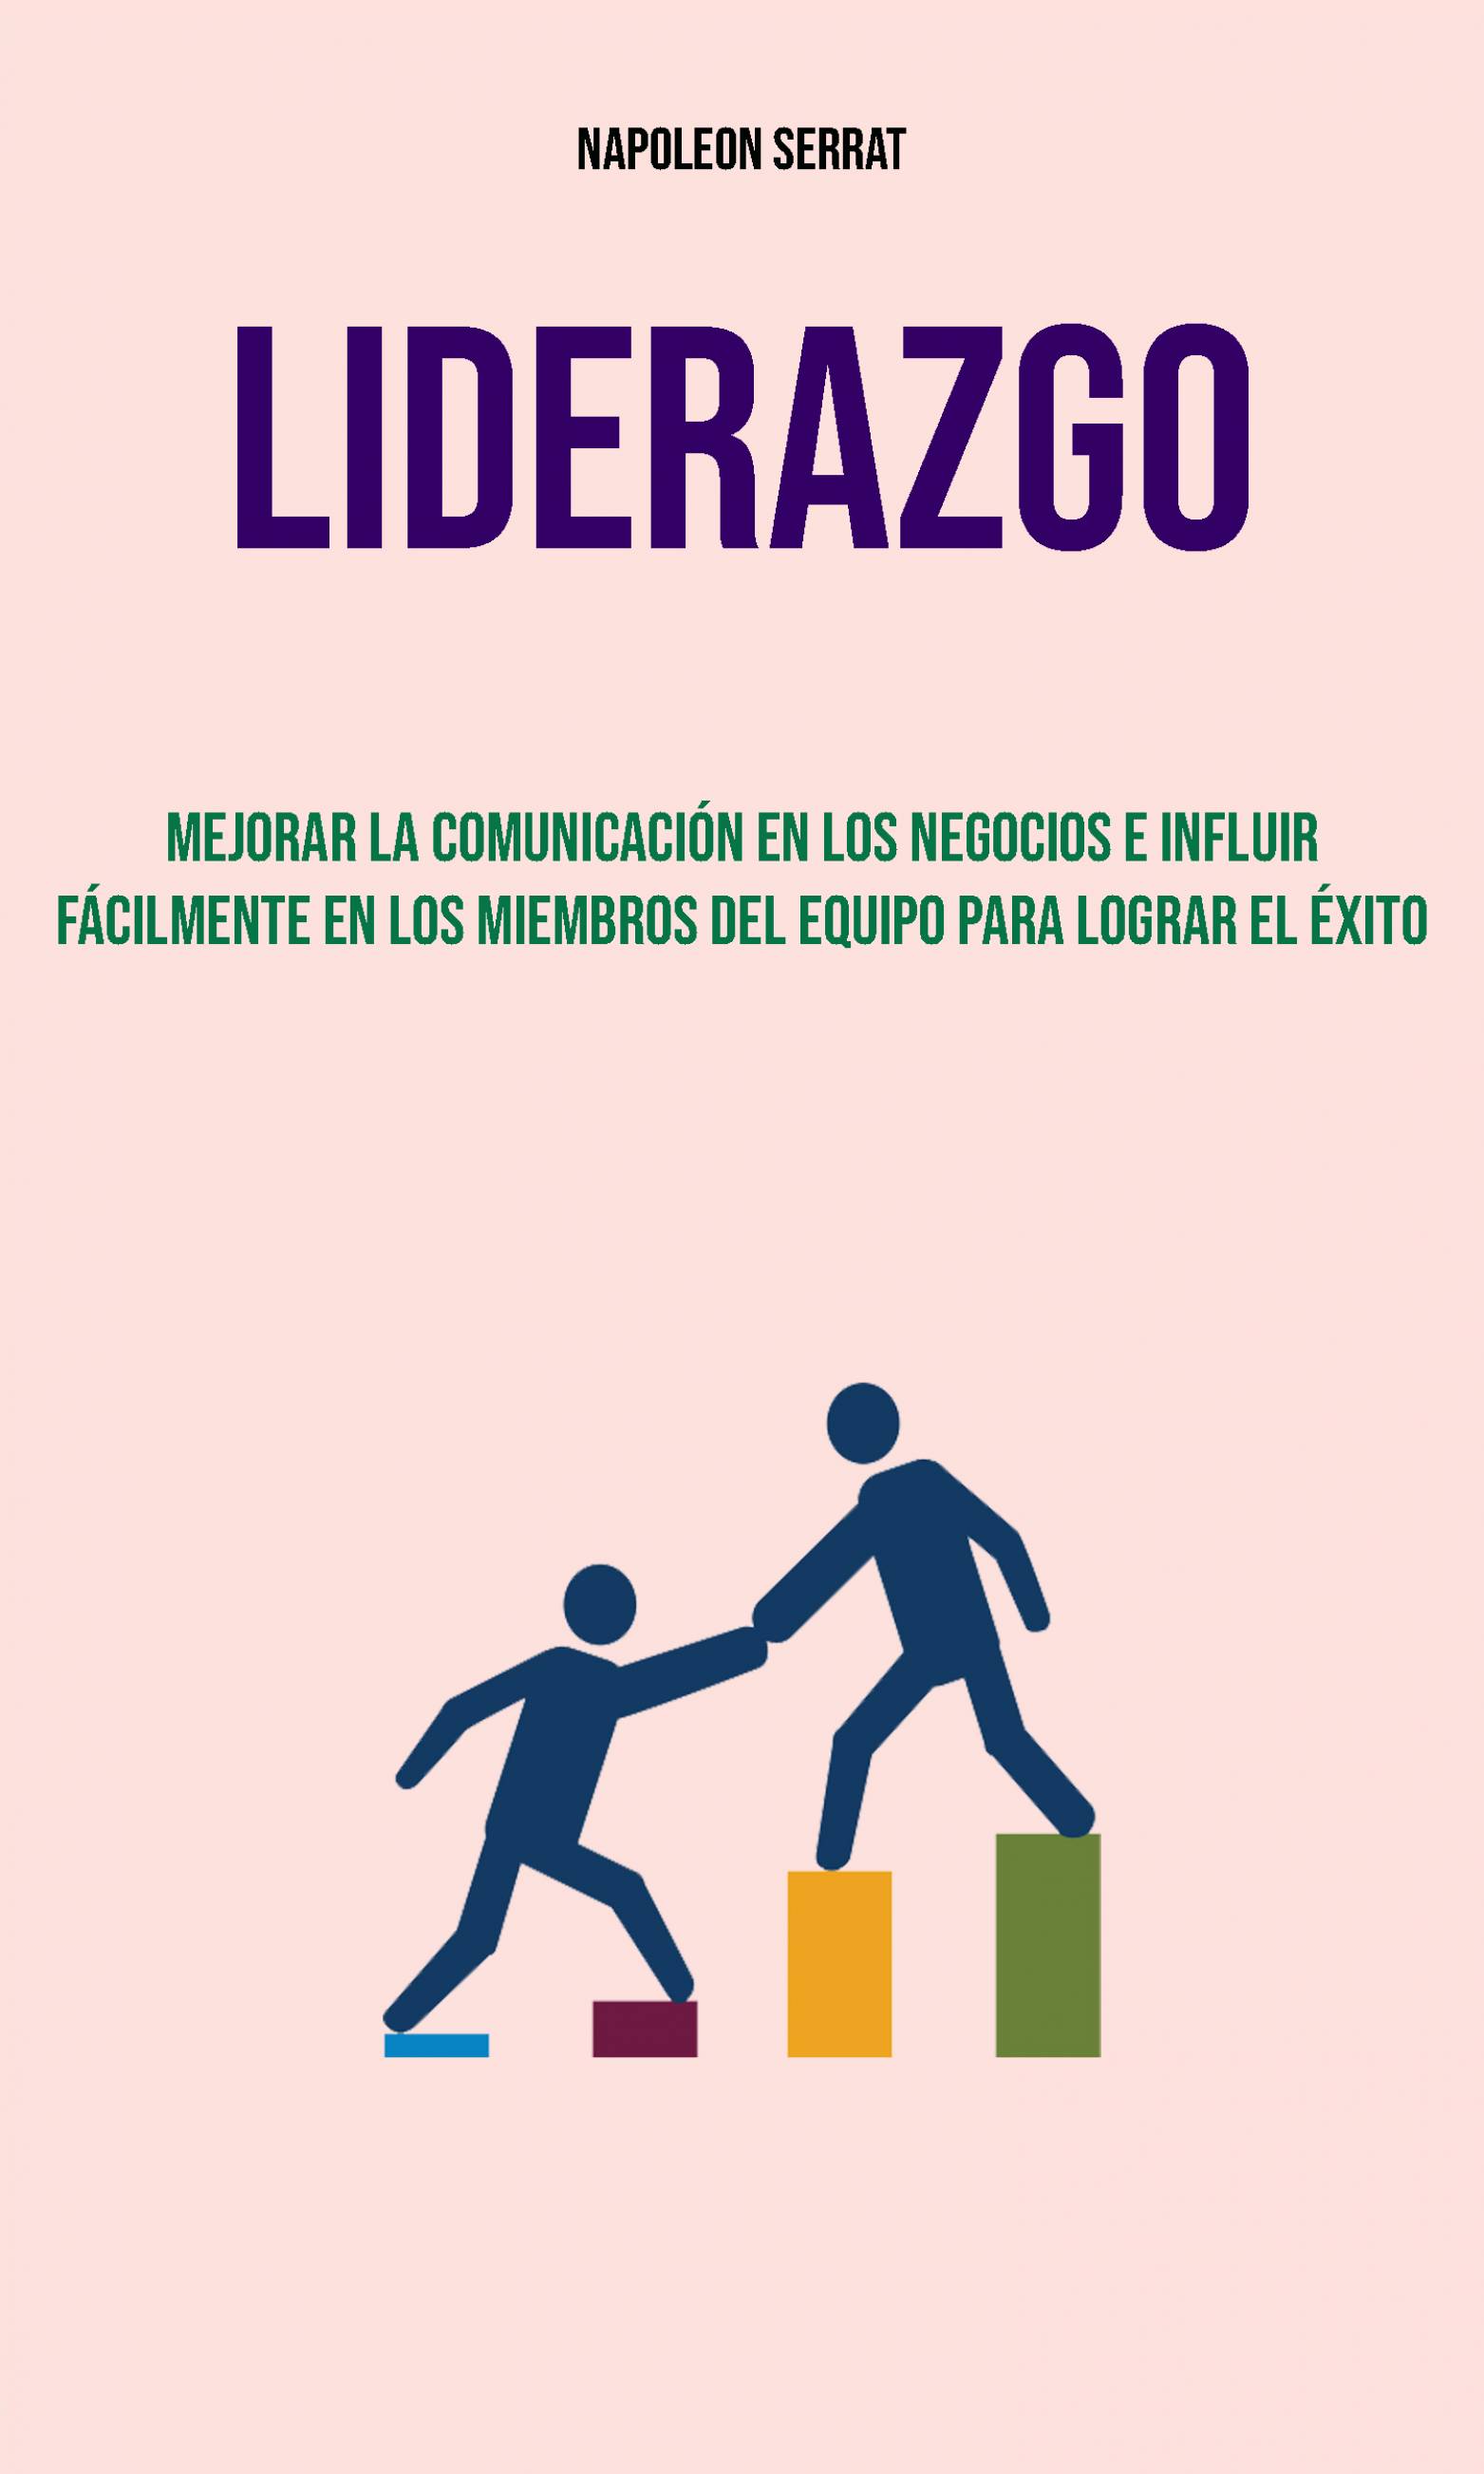 NAPOLEON SERRAT
LIDERAZGO
MEJORAR LA COMUNICACIÓN EN LOS NEGOCIOS E INFLUIR
FÁCILMENTE EN LOS MIEMBROS DEL EQUIPO PARA LOGRAR EL ÉXITO